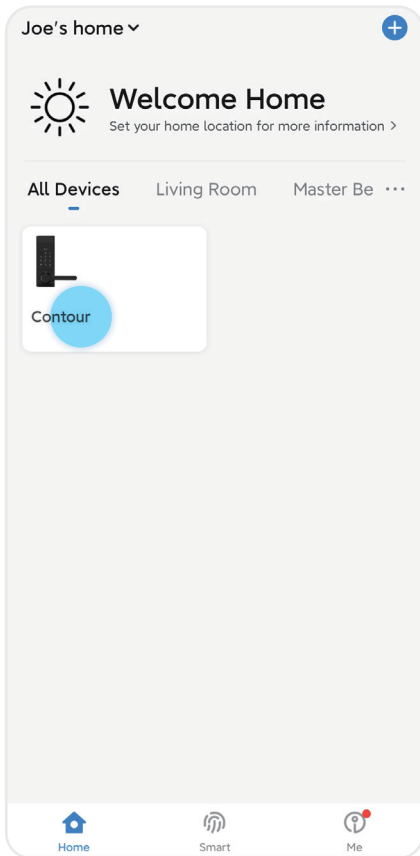 Joe's home
Welcome Home
Set your home location for more information >
All Devices Living Room Master Be ...
Contour
Home Smart Me